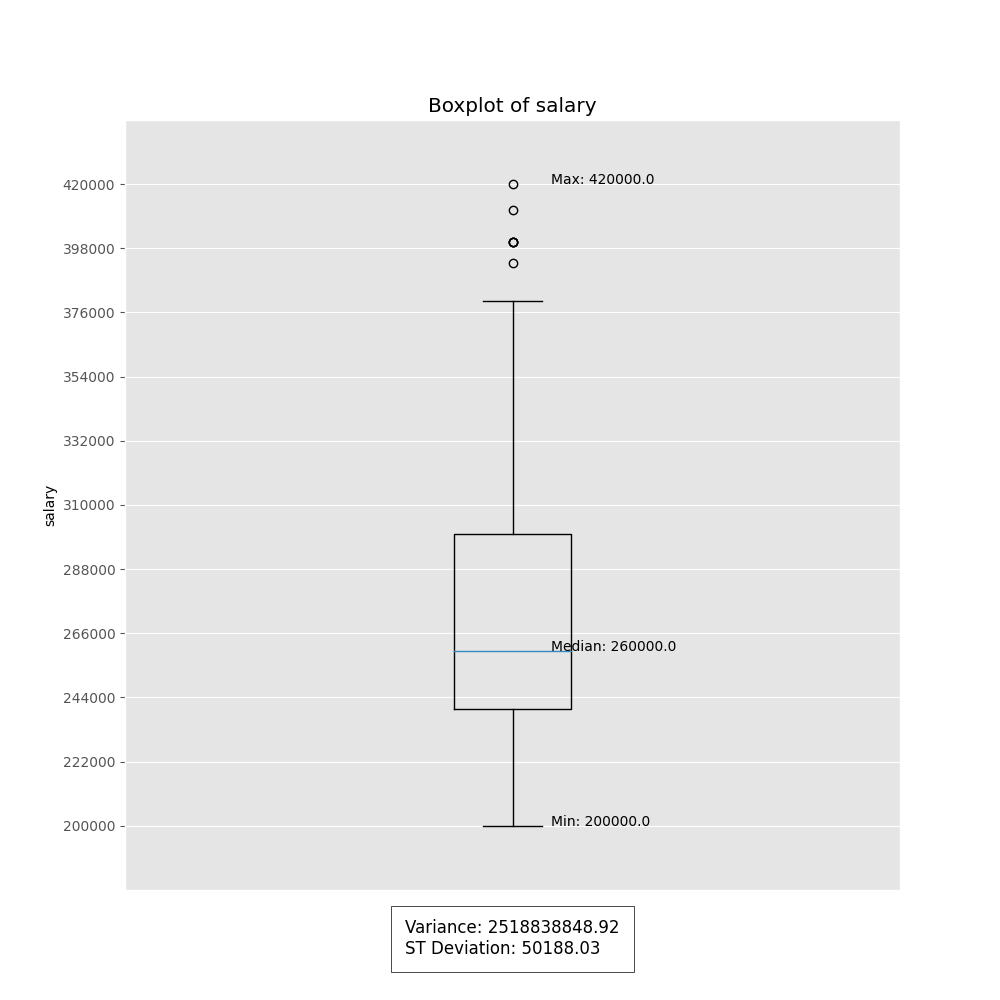 Boxplot of salary
420000
398000
376000
354000
332000
310000
288000
266000
244000
222000
200000
salary
Max: 420000.0
Median: 260000.0
Min: 200000.0
Variance: 2518838848.92
ST Deviation: 50188.03